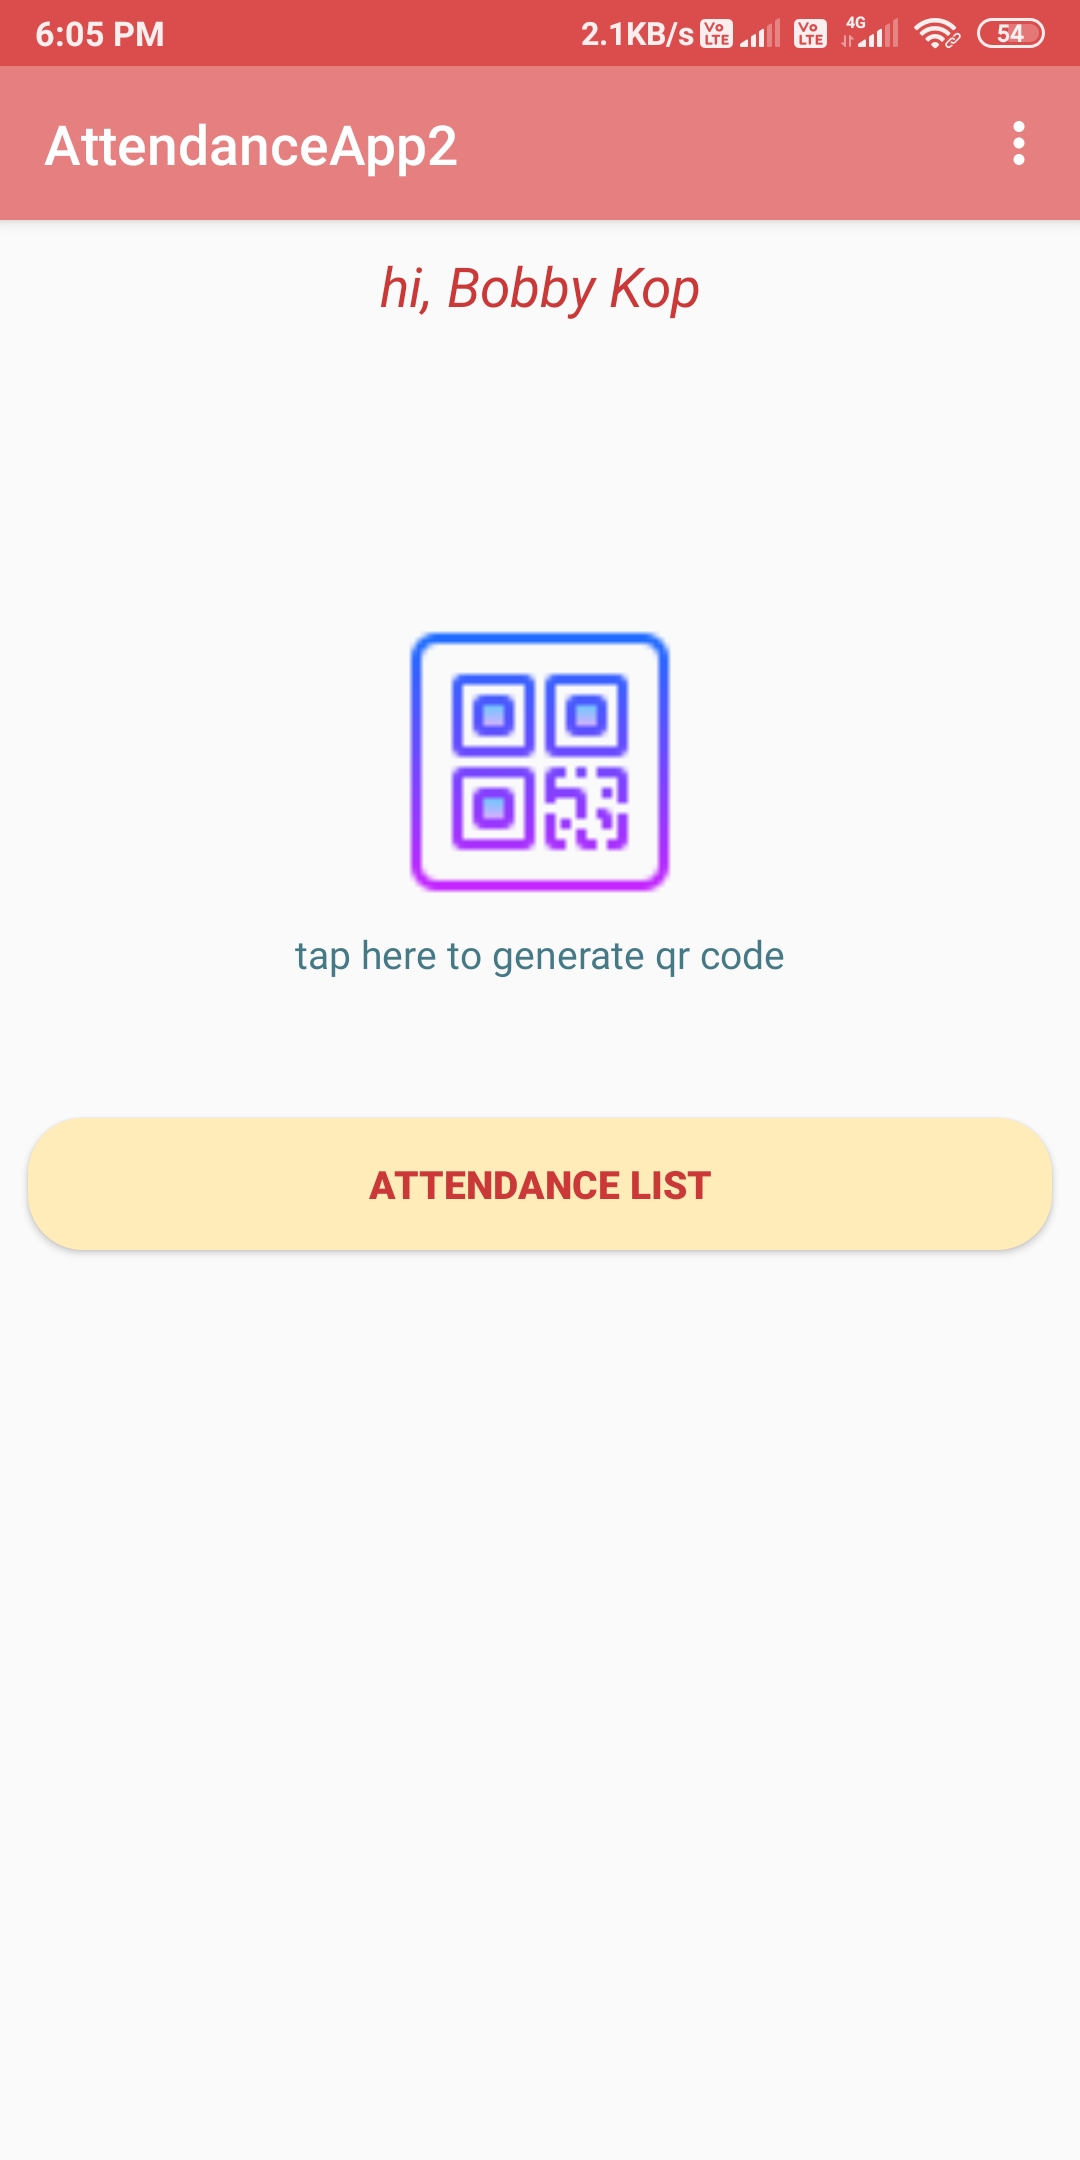 6:05 PM 2.1KB/s Vo LTE Vo LTE 4G 54
AttendanceApp2
hi, Bobby Kop
tap here to generate qr code
ATTENDANCE LIST